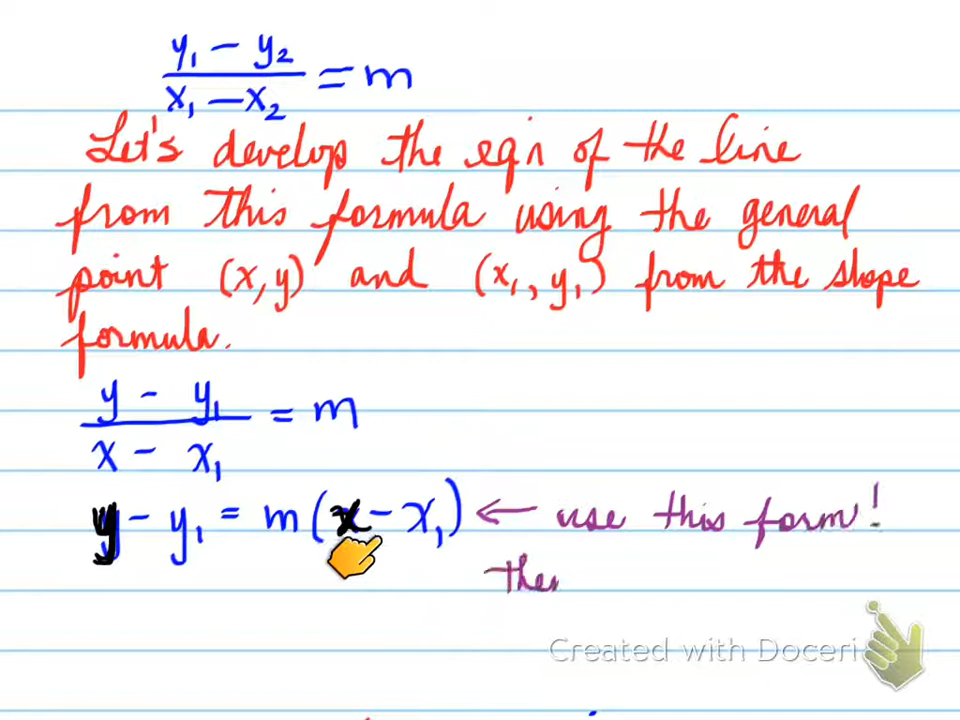 y₁ − y₂ / x₁ − x₂ = m
Let's develop the eqn of the line
from this formula using the general
point (x, y) and (x₁, y₁) from the slope
formula.
y − y₁ / x − x₁ = m
y − y₁ = m(x − x₁) ← use this form!
then
Created with Doceri